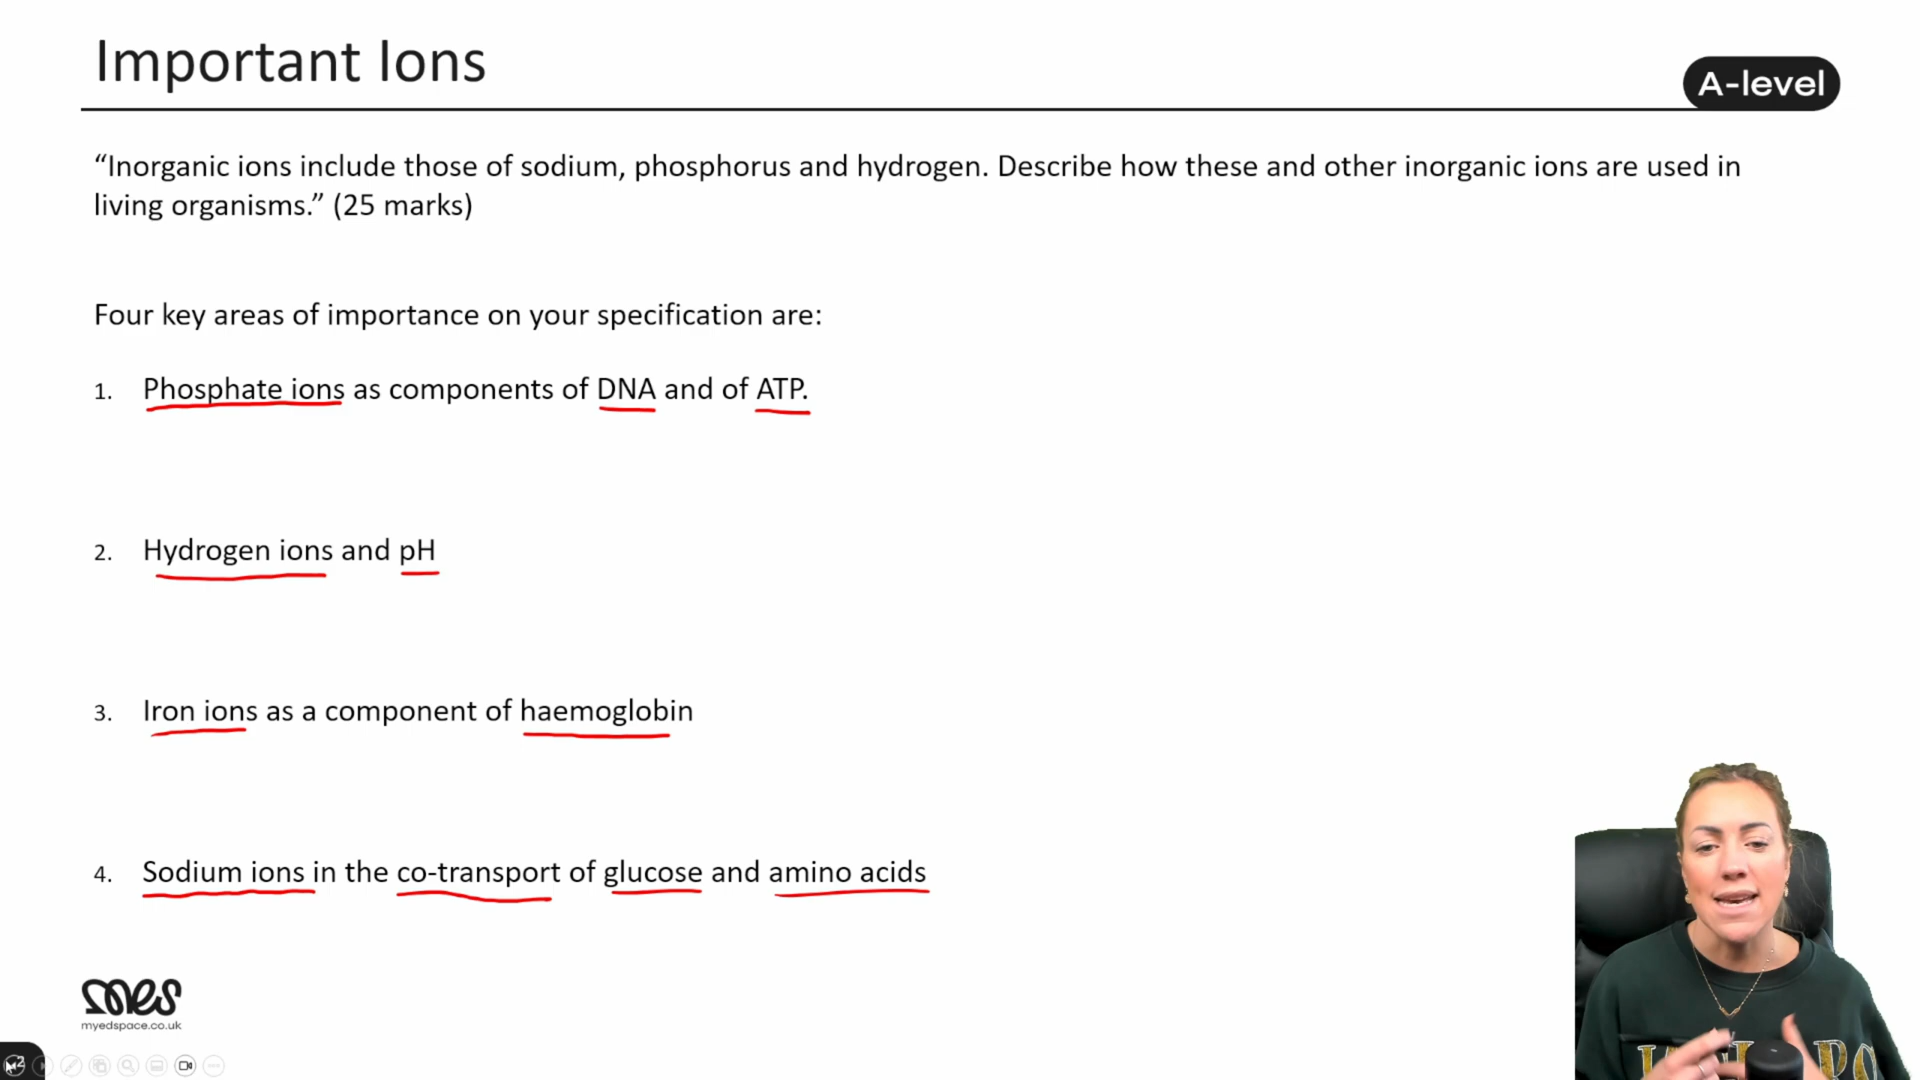 Important Ions
A-level
“Inorganic ions include those of sodium, phosphorus and hydrogen. Describe how these and other inorganic ions are used in
living organisms.” (25 marks)
Four key areas of importance on your specification are:
1. Phosphate ions as components of DNA and of ATP.
2. Hydrogen ions and pH
3. Iron ions as a component of haemoglobin
4. Sodium ions in the co-transport of glucose and amino acids
mes
myedspace.co.uk